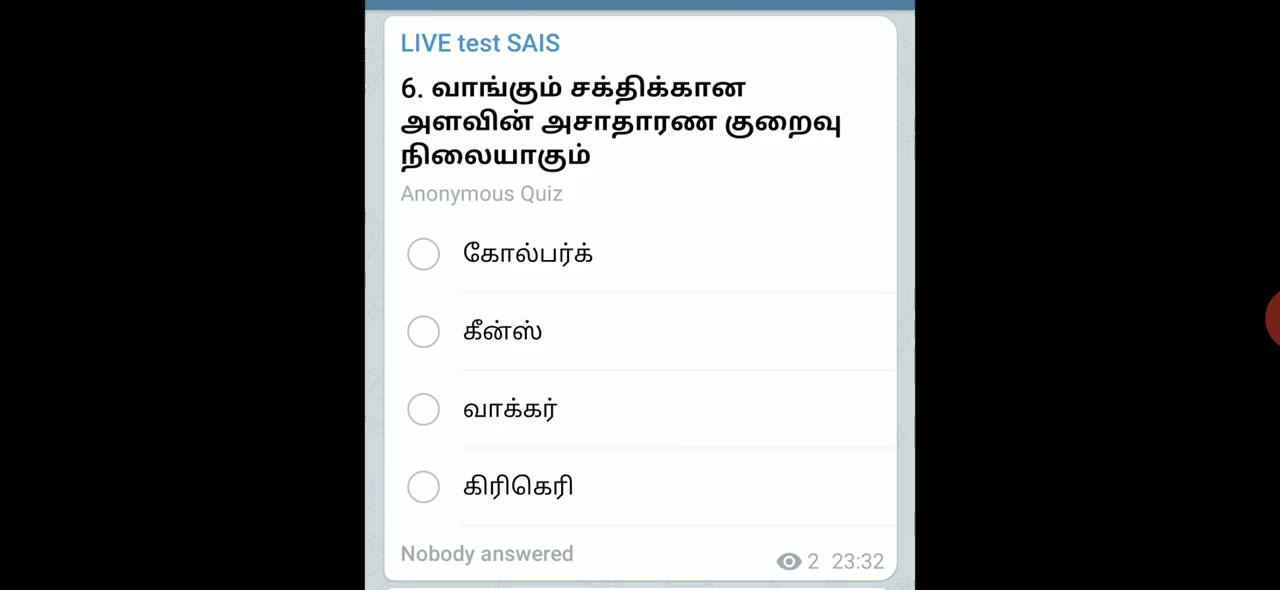 LIVE test SAIS
6. வாங்கும் சக்திக்கான
அளவின் அசாதாரண குறைவு
நிலையாகும்
Anonymous Quiz
கோல்பர்க்
கீன்ஸ்
வாக்கர்
கிரிகெரி
Nobody answered
2 23:32